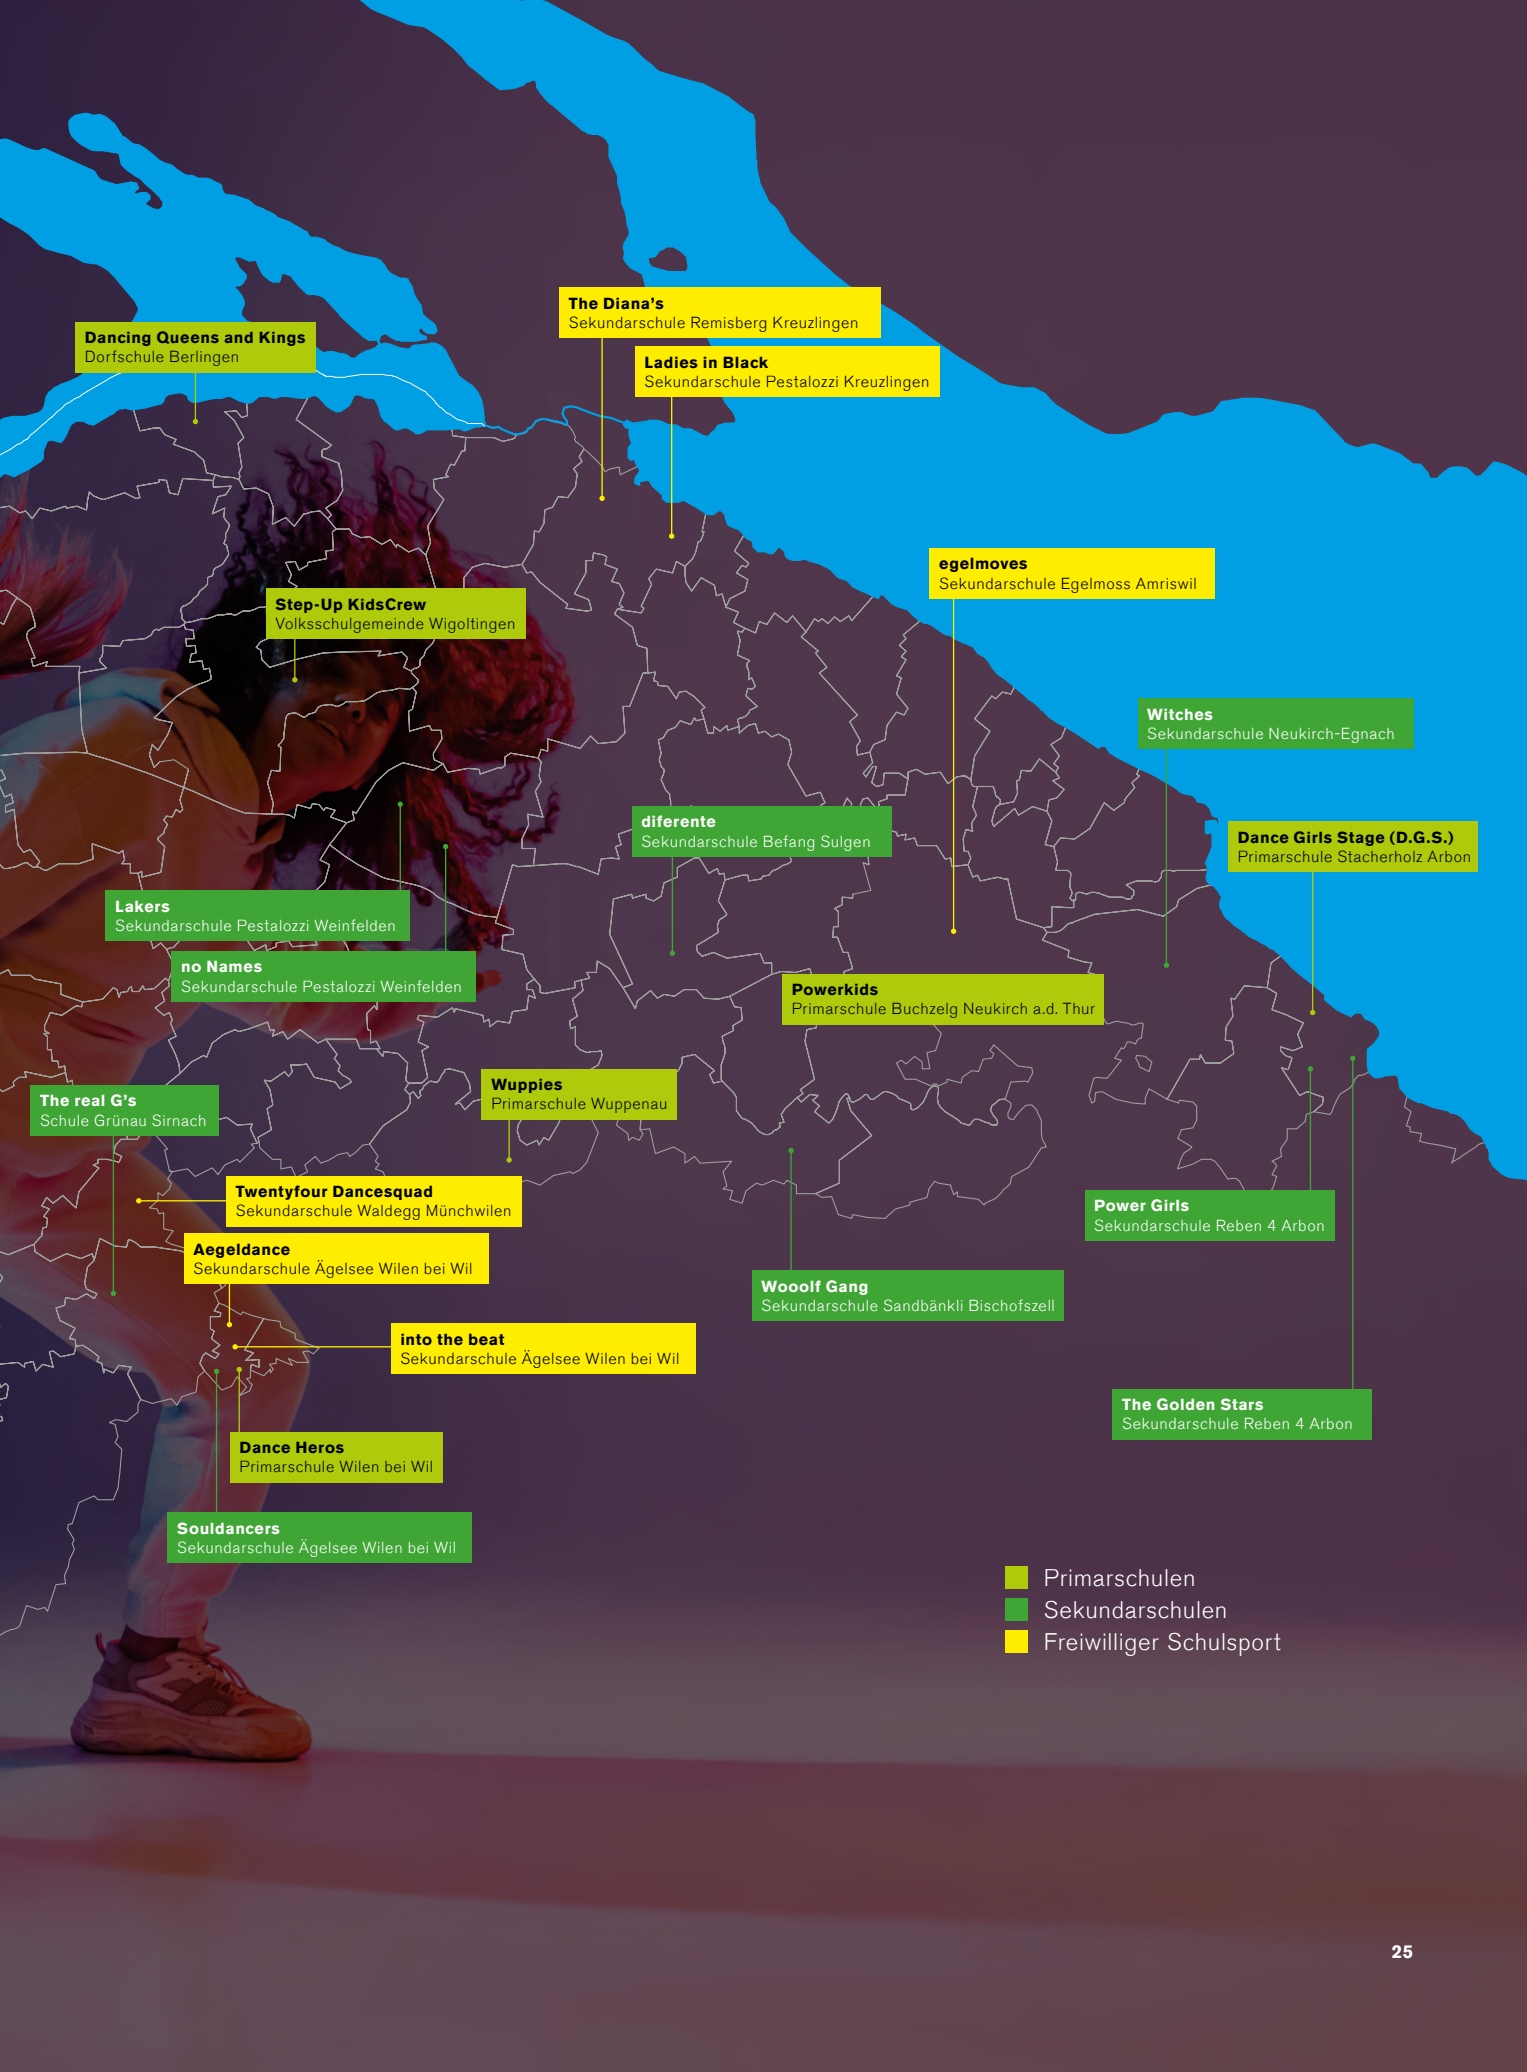 The Diana’s
Sekundarschule Remisberg Kreuzlingen
Dancing Queens and Kings
Dorfschule Berlingen
Ladies in Black
Sekundarschule Pestalozzi Kreuzlingen
egelmoves
Sekundarschule Egelmoss Amriswil
Step-Up KidsCrew
Volksschulgemeinde Wigoltingen
Witches
Sekundarschule Neukirch-Egnach
diferente
Sekundarschule Befang Sulgen
Dance Girls Stage (D.G.S.)
Primarschule Stacherholz Arbon
Lakers
Sekundarschule Pestalozzi Weinfelden
no Names
Sekundarschule Pestalozzi Weinfelden
Powerkids
Primarschule Buchzelg Neukirch a.d. Thur
Wuppies
Primarschule Wuppenau
The real G’s
Schule Grünau Sirnach
Twentyfour Dancesquad
Sekundarschule Waldegg Münchwilen
Power Girls
Sekundarschule Reben 4 Arbon
Aegeldance
Sekundarschule Ägelsee Wilen bei Wil
Wooolf Gang
Sekundarschule Sandbänkli Bischofszell
into the beat
Sekundarschule Ägelsee Wilen bei Wil
The Golden Stars
Sekundarschule Reben 4 Arbon
Dance Heros
Primarschule Wilen bei Wil
Souldancers
Sekundarschule Ägelsee Wilen bei Wil
Primarschulen
Sekundarschulen
Freiwilliger Schulsport
25